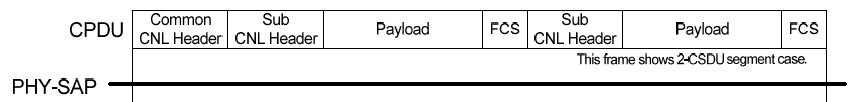 CPDU
Common
CNL Header
Sub
CNL Header
Payload
FCS
Sub
CNL Header
Payload
FCS
This frame shows 2-CSDU segment case.
PHY-SAP